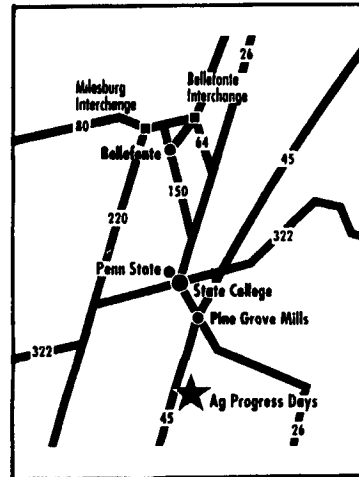 26
Milesburg
Interchange
Bellefonte
Interchange
80
64
Bellefonte
45
150
220
322
Penn State
State College
Pine Grove Mills
322
Ag Progress Days
45
26